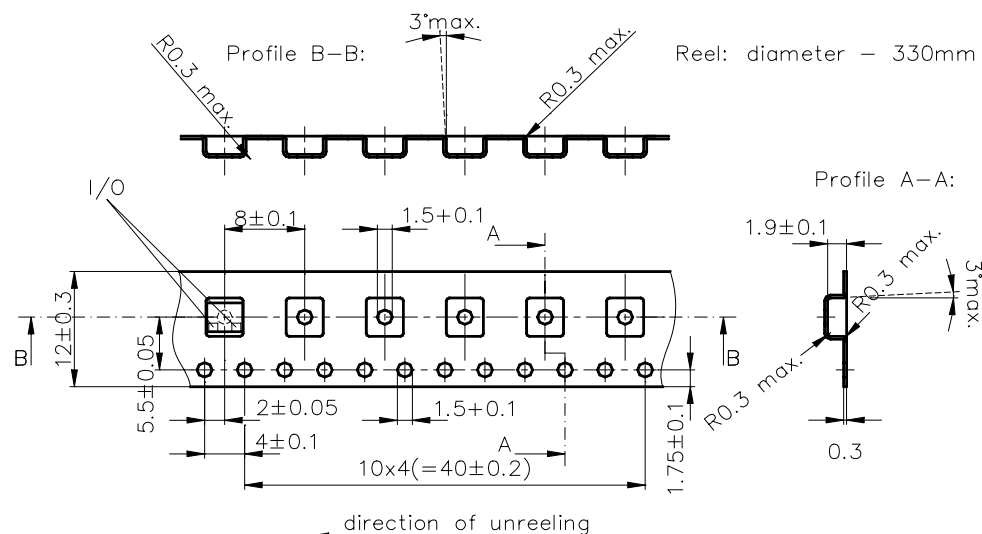 3°max.
R0.3 max.
Profile B–B:
R0.3 max.
Reel: diameter – 330mm
I/O
8±0.1
1.5+0.1
A
Profile A–A:
1.9±0.1
R0.3 max.
3°max.
12±0.3
B
B
5.5±0.05
2±0.05
1.5+0.1
4±0.1
A
10x4(=40±0.2)
1.75±0.1
R0.3 max.
0.3
direction of unreeling